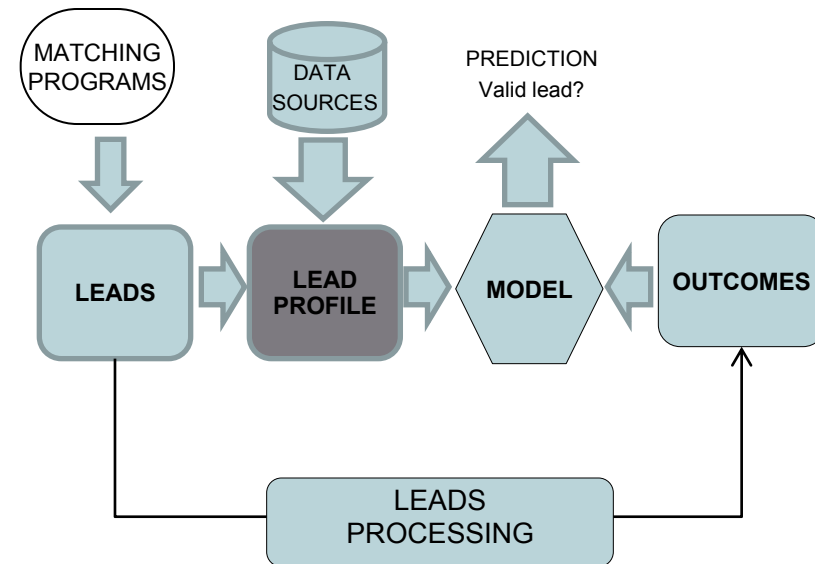 MATCHING
PROGRAMS
DATA
SOURCES
PREDICTION
Valid lead?
LEADS
LEAD
PROFILE
MODEL
OUTCOMES
LEADS
PROCESSING